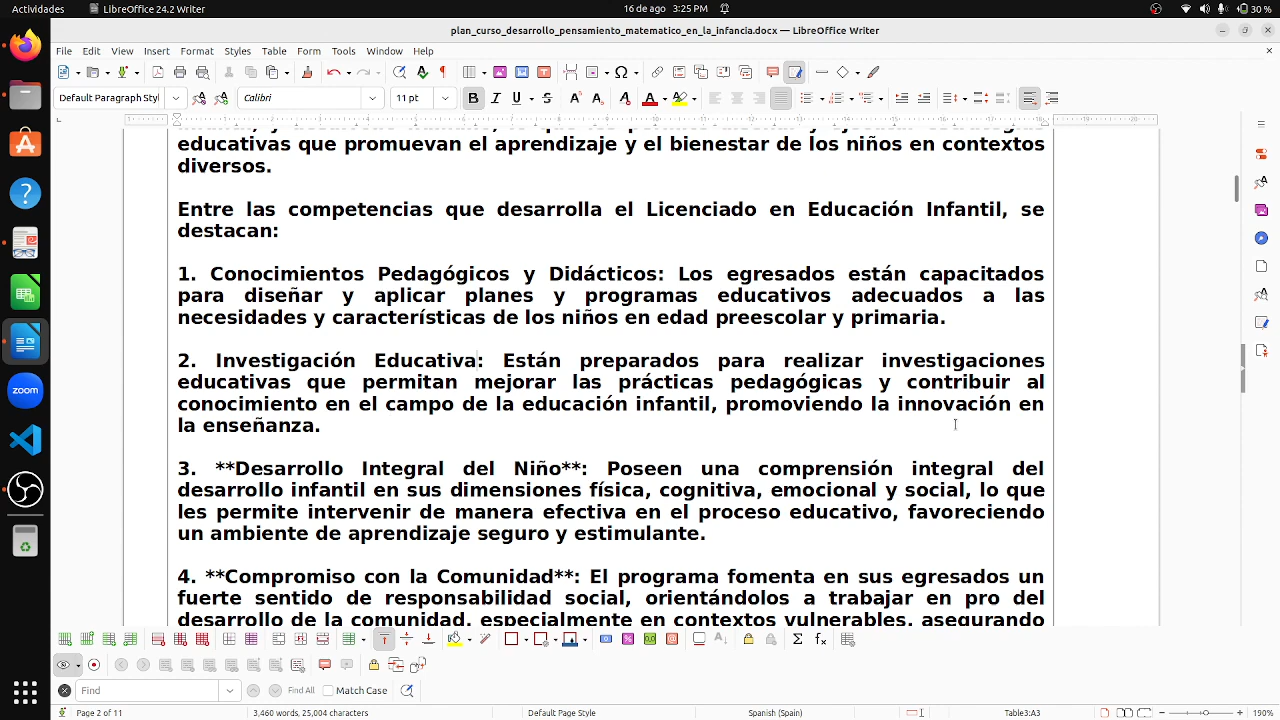 Actividades
LibreOffice 24.2 Writer
16 de ago 3:25 PM
30 %
plan_curso_desarrollo_pensamiento_matematico_en_la_infancia.docx — LibreOffice Writer
File Edit View Insert Format Styles Table Form Tools Window Help
Default Paragraph Styl
Calibri
11 pt
educativas que promuevan el aprendizaje y el bienestar de los niños en contextos
diversos.
Entre las competencias que desarrolla el Licenciado en Educación Infantil, se
destacan:
1. Conocimientos Pedagógicos y Didácticos: Los egresados están capacitados
para diseñar y aplicar planes y programas educativos adecuados a las
necesidades y características de los niños en edad preescolar y primaria.
2. Investigación Educativa: Están preparados para realizar investigaciones
educativas que permitan mejorar las prácticas pedagógicas y contribuir al
conocimiento en el campo de la educación infantil, promoviendo la innovación en
la enseñanza.
3. **Desarrollo Integral del Niño**: Poseen una comprensión integral del
desarrollo infantil en sus dimensiones física, cognitiva, emocional y social, lo que
les permite intervenir de manera efectiva en el proceso educativo, favoreciendo
un ambiente de aprendizaje seguro y estimulante.
4. **Compromiso con la Comunidad**: El programa fomenta en sus egresados un
fuerte sentido de responsabilidad social, orientándolos a trabajar en pro del
desarrollo de la comunidad, especialmente en contextos vulnerables, asegurando
zoom
Find
Find All
Match Case
Page 2 of 11
3,460 words, 25,004 characters
Default Page Style
Spanish (Spain)
Table3:A3
190%